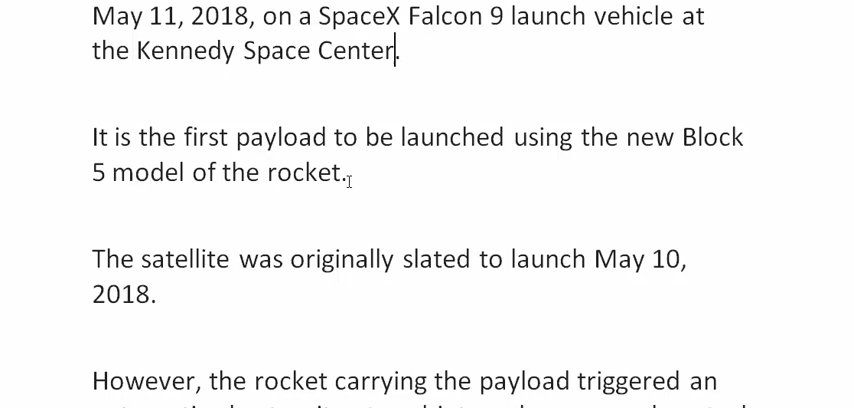 May 11, 2018, on a SpaceX Falcon 9 launch vehicle at
the Kennedy Space Center.
It is the first payload to be launched using the new Block
5 model of the rocket.
The satellite was originally slated to launch May 10,
2018.
However, the rocket carrying the payload triggered an